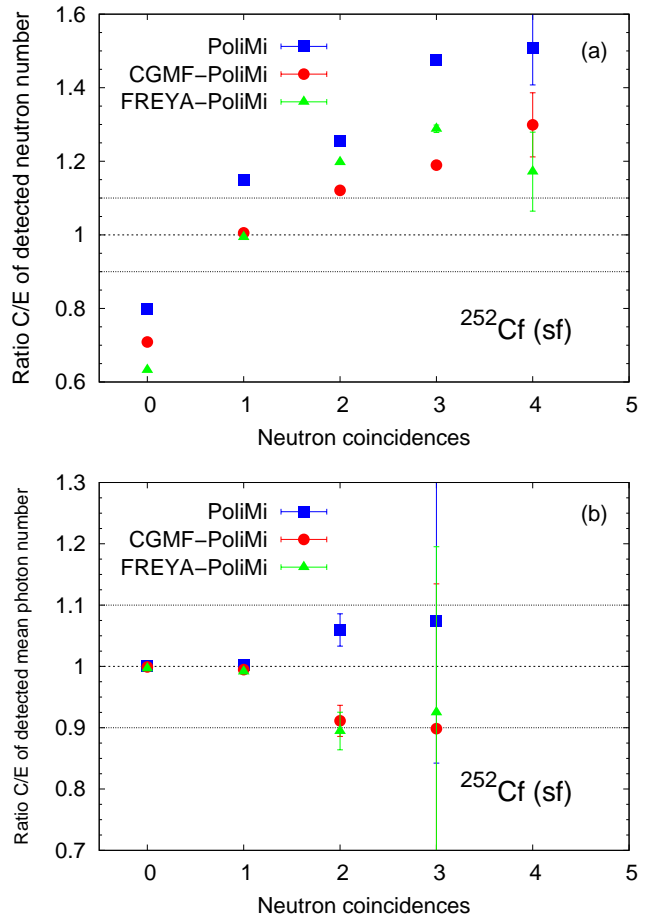 Ratio C/E of detected neutron number
1.6
1.4
1.2
1
0.8
0.6
PoliMi
CGMF−PoliMi
FREYA−PoliMi
(a)
252Cf (sf)
0 1 2 3 4 5
Neutron coincidences
Ratio C/E of detected mean photon number
1.3
1.2
1.1
1
0.9
0.8
0.7
PoliMi
CGMF−PoliMi
FREYA−PoliMi
(b)
252Cf (sf)
0 1 2 3 4 5
Neutron coincidences